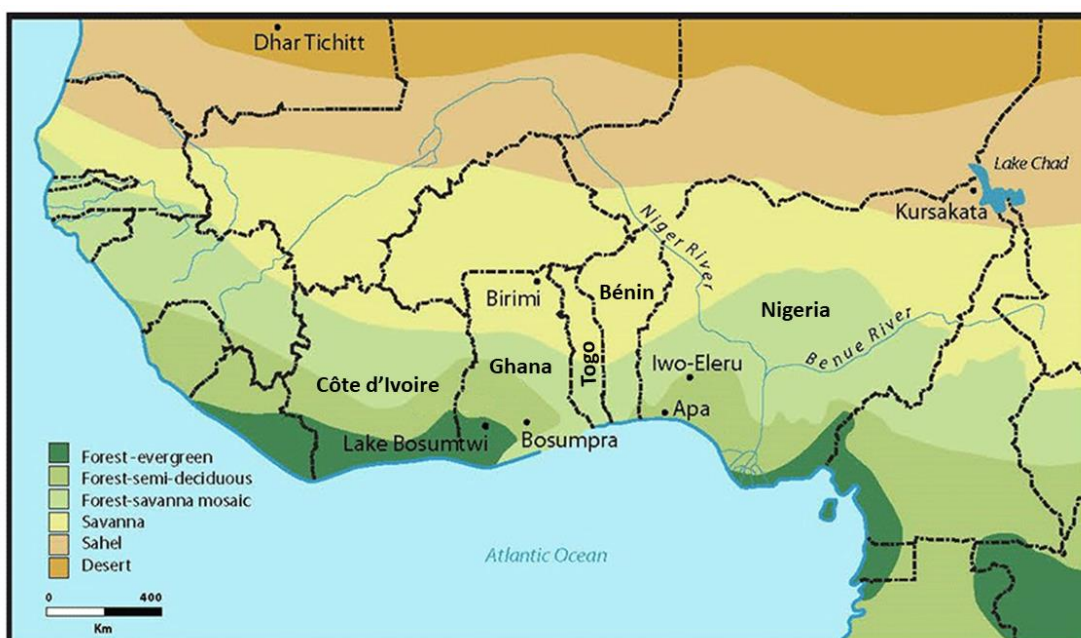 Dhar Tichitt
Lake Chad
Kursakata
Niger River
Birimi
Bénin
Nigeria
Benue River
Ghana
Togo
Iwo-Eleru
Côte d’Ivoire
Apa
Lake Bosumtwi
Bosumpra
Forest-evergreen
Forest-semi-deciduous
Forest-savanna mosaic
Savanna
Sahel
Desert
Atlantic Ocean
0 400
Km